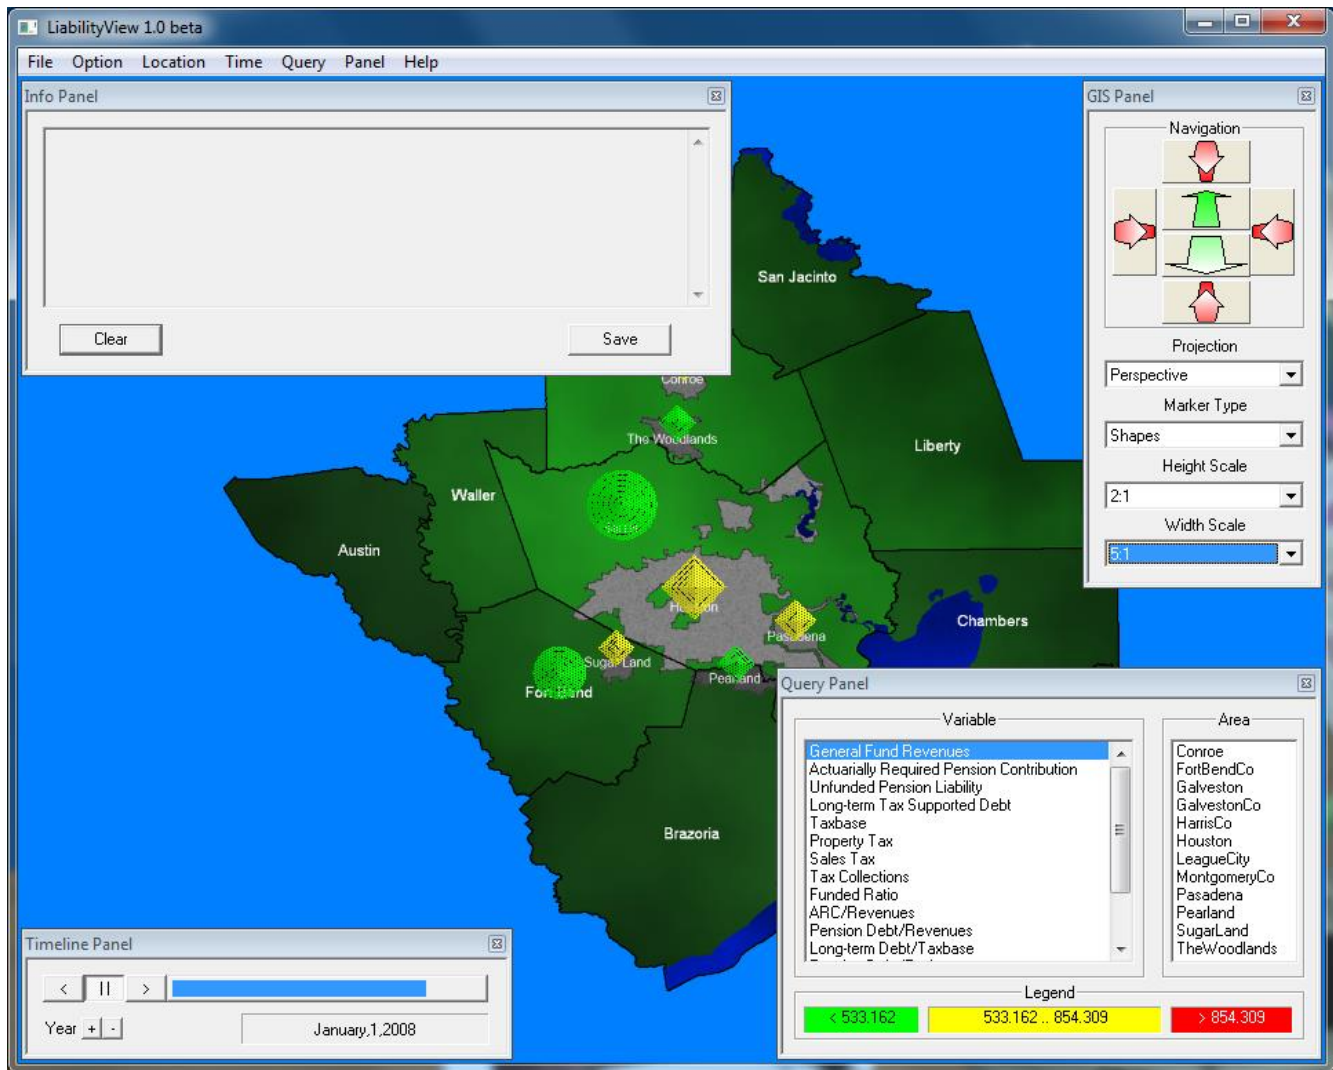 LiabilityView 1.0 beta
File Option Location Time Query Panel Help
Info Panel
Clear
Save
GIS Panel
Navigation
Projection
Perspective
Marker Type
Shapes
Height Scale
2:1
Width Scale
5:1
San Jacinto
Conroe
The Woodlands
Liberty
Waller
Austin
Houston
Chambers
Pasadena
Sugar Land
Pearland
Fort Bend
Brazoria
Query Panel
Variable
General Fund Revenues
Actuarially Required Pension Contribution
Unfunded Pension Liability
Long-term Tax Supported Debt
Taxbase
Property Tax
Sales Tax
Tax Collections
Funded Ratio
ARC/Revenues
Pension Debt/Revenues
Long-term Debt/Taxbase
Area
Conroe
FortBendCo
Galveston
GalvestonCo
HarrisCo
Houston
LeagueCity
MontgomeryCo
Pasadena
Pearland
SugarLand
TheWoodlands
Legend
< 533.162
533.162 .. 854.309
> 854.309
Timeline Panel
< || >
Year + -
January,1,2008